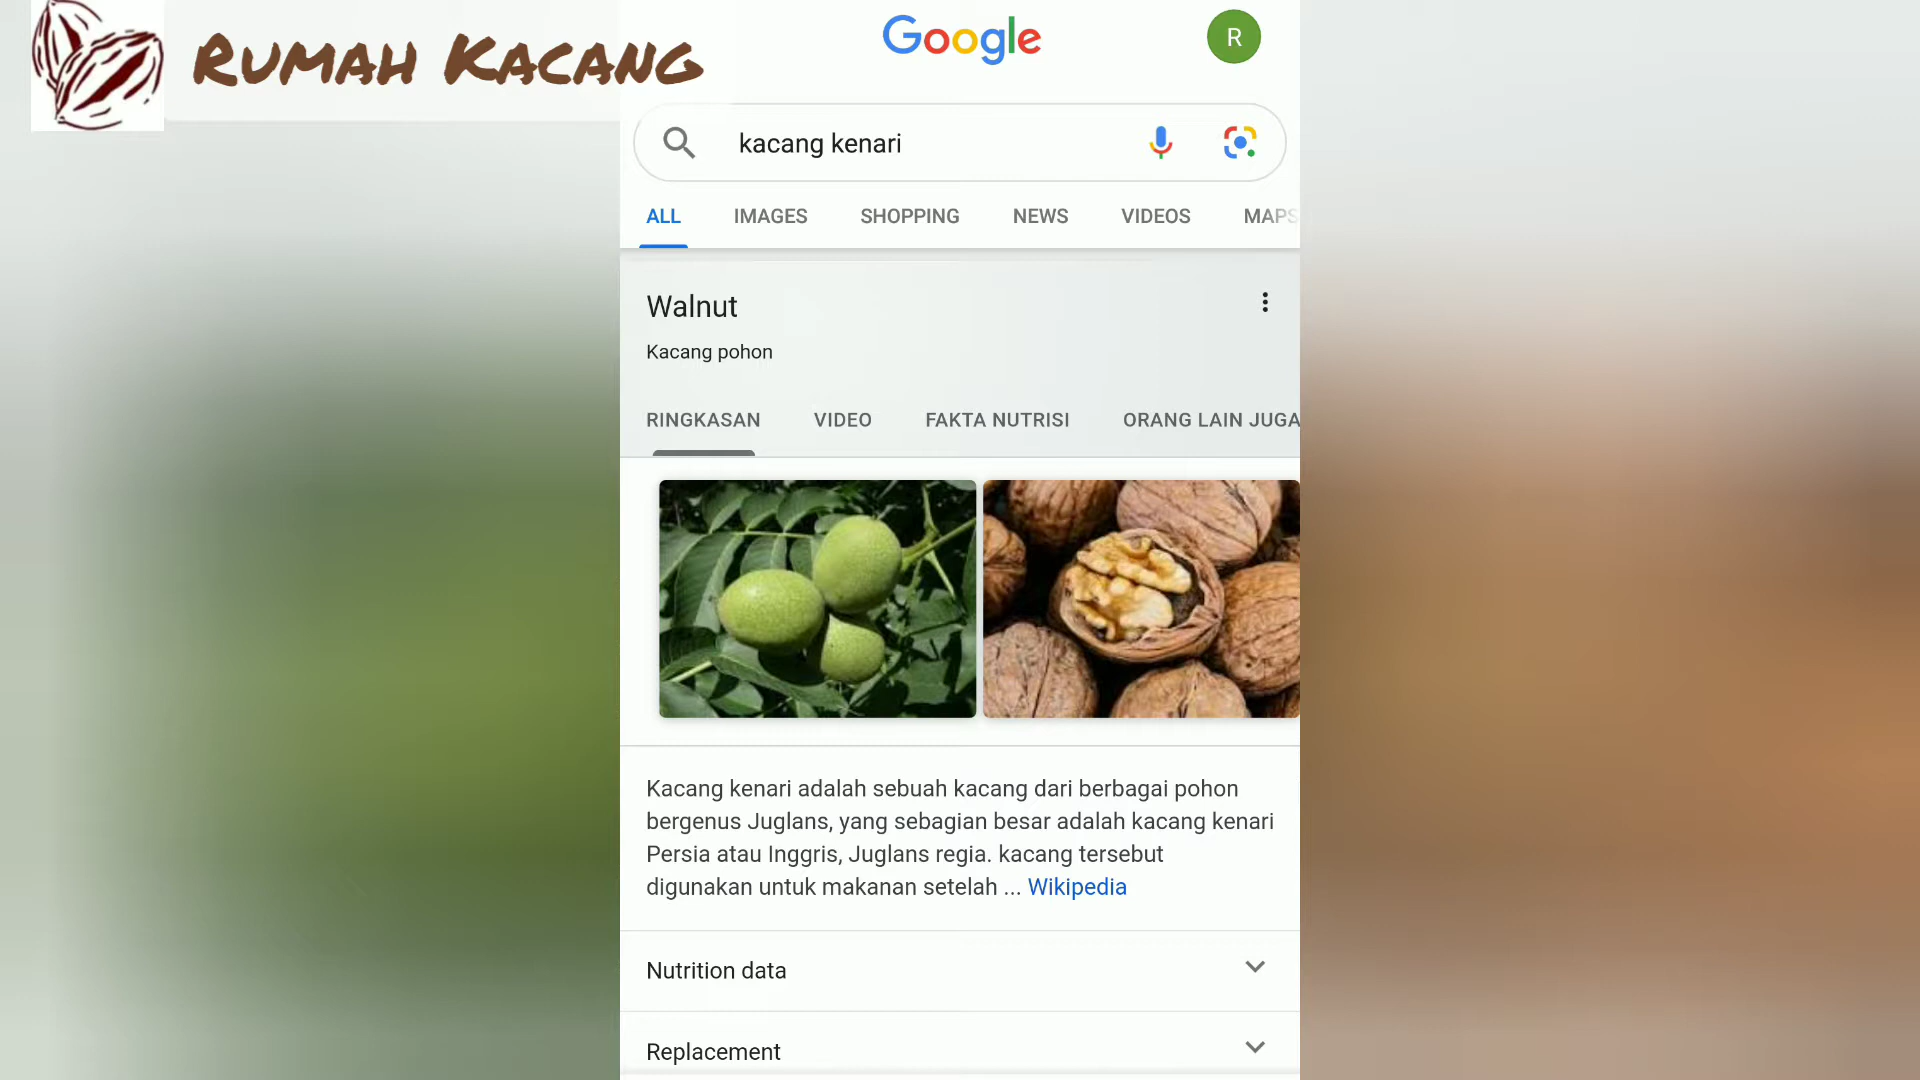 RUMAH KACANG
Google
R
kacang kenari
ALL IMAGES SHOPPING NEWS VIDEOS MAPS
Walnut
Kacang pohon
RINGKASAN VIDEO FAKTA NUTRISI ORANG LAIN JUGA
Kacang kenari adalah sebuah kacang dari berbagai pohon
bergenus Juglans, yang sebagian besar adalah kacang kenari
Persia atau Inggris, Juglans regia. kacang tersebut
digunakan untuk makanan setelah ... Wikipedia
Nutrition data
Replacement